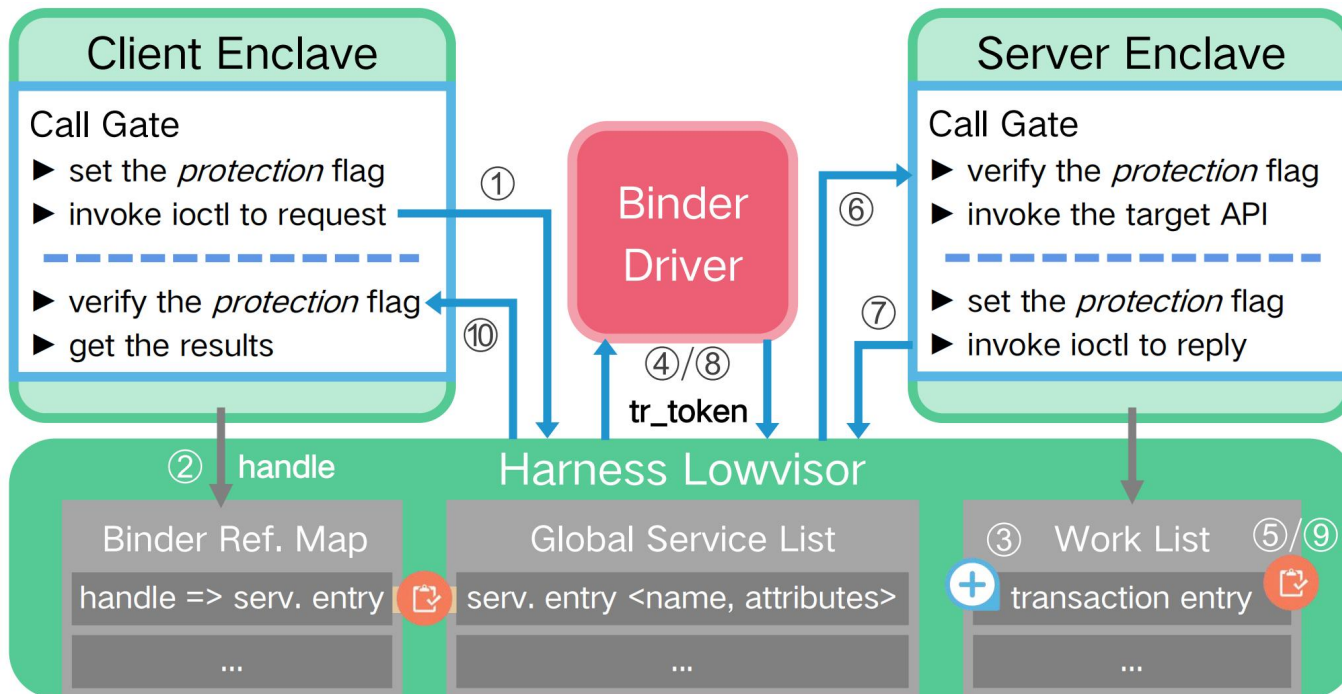 Client Enclave
Call Gate
► set the protection flag
► invoke ioctl to request
► verify the protection flag
► get the results
①
⑩
Binder
Driver
④/⑧
tr_token
Server Enclave
Call Gate
► verify the protection flag
► invoke the target API
► set the protection flag
► invoke ioctl to reply
⑥
⑦
② handle
Harness Lowvisor
Binder Ref. Map
handle => serv. entry
...
Global Service List
serv. entry <name, attributes>
...
③ Work List ⑤/⑨
transaction entry
...